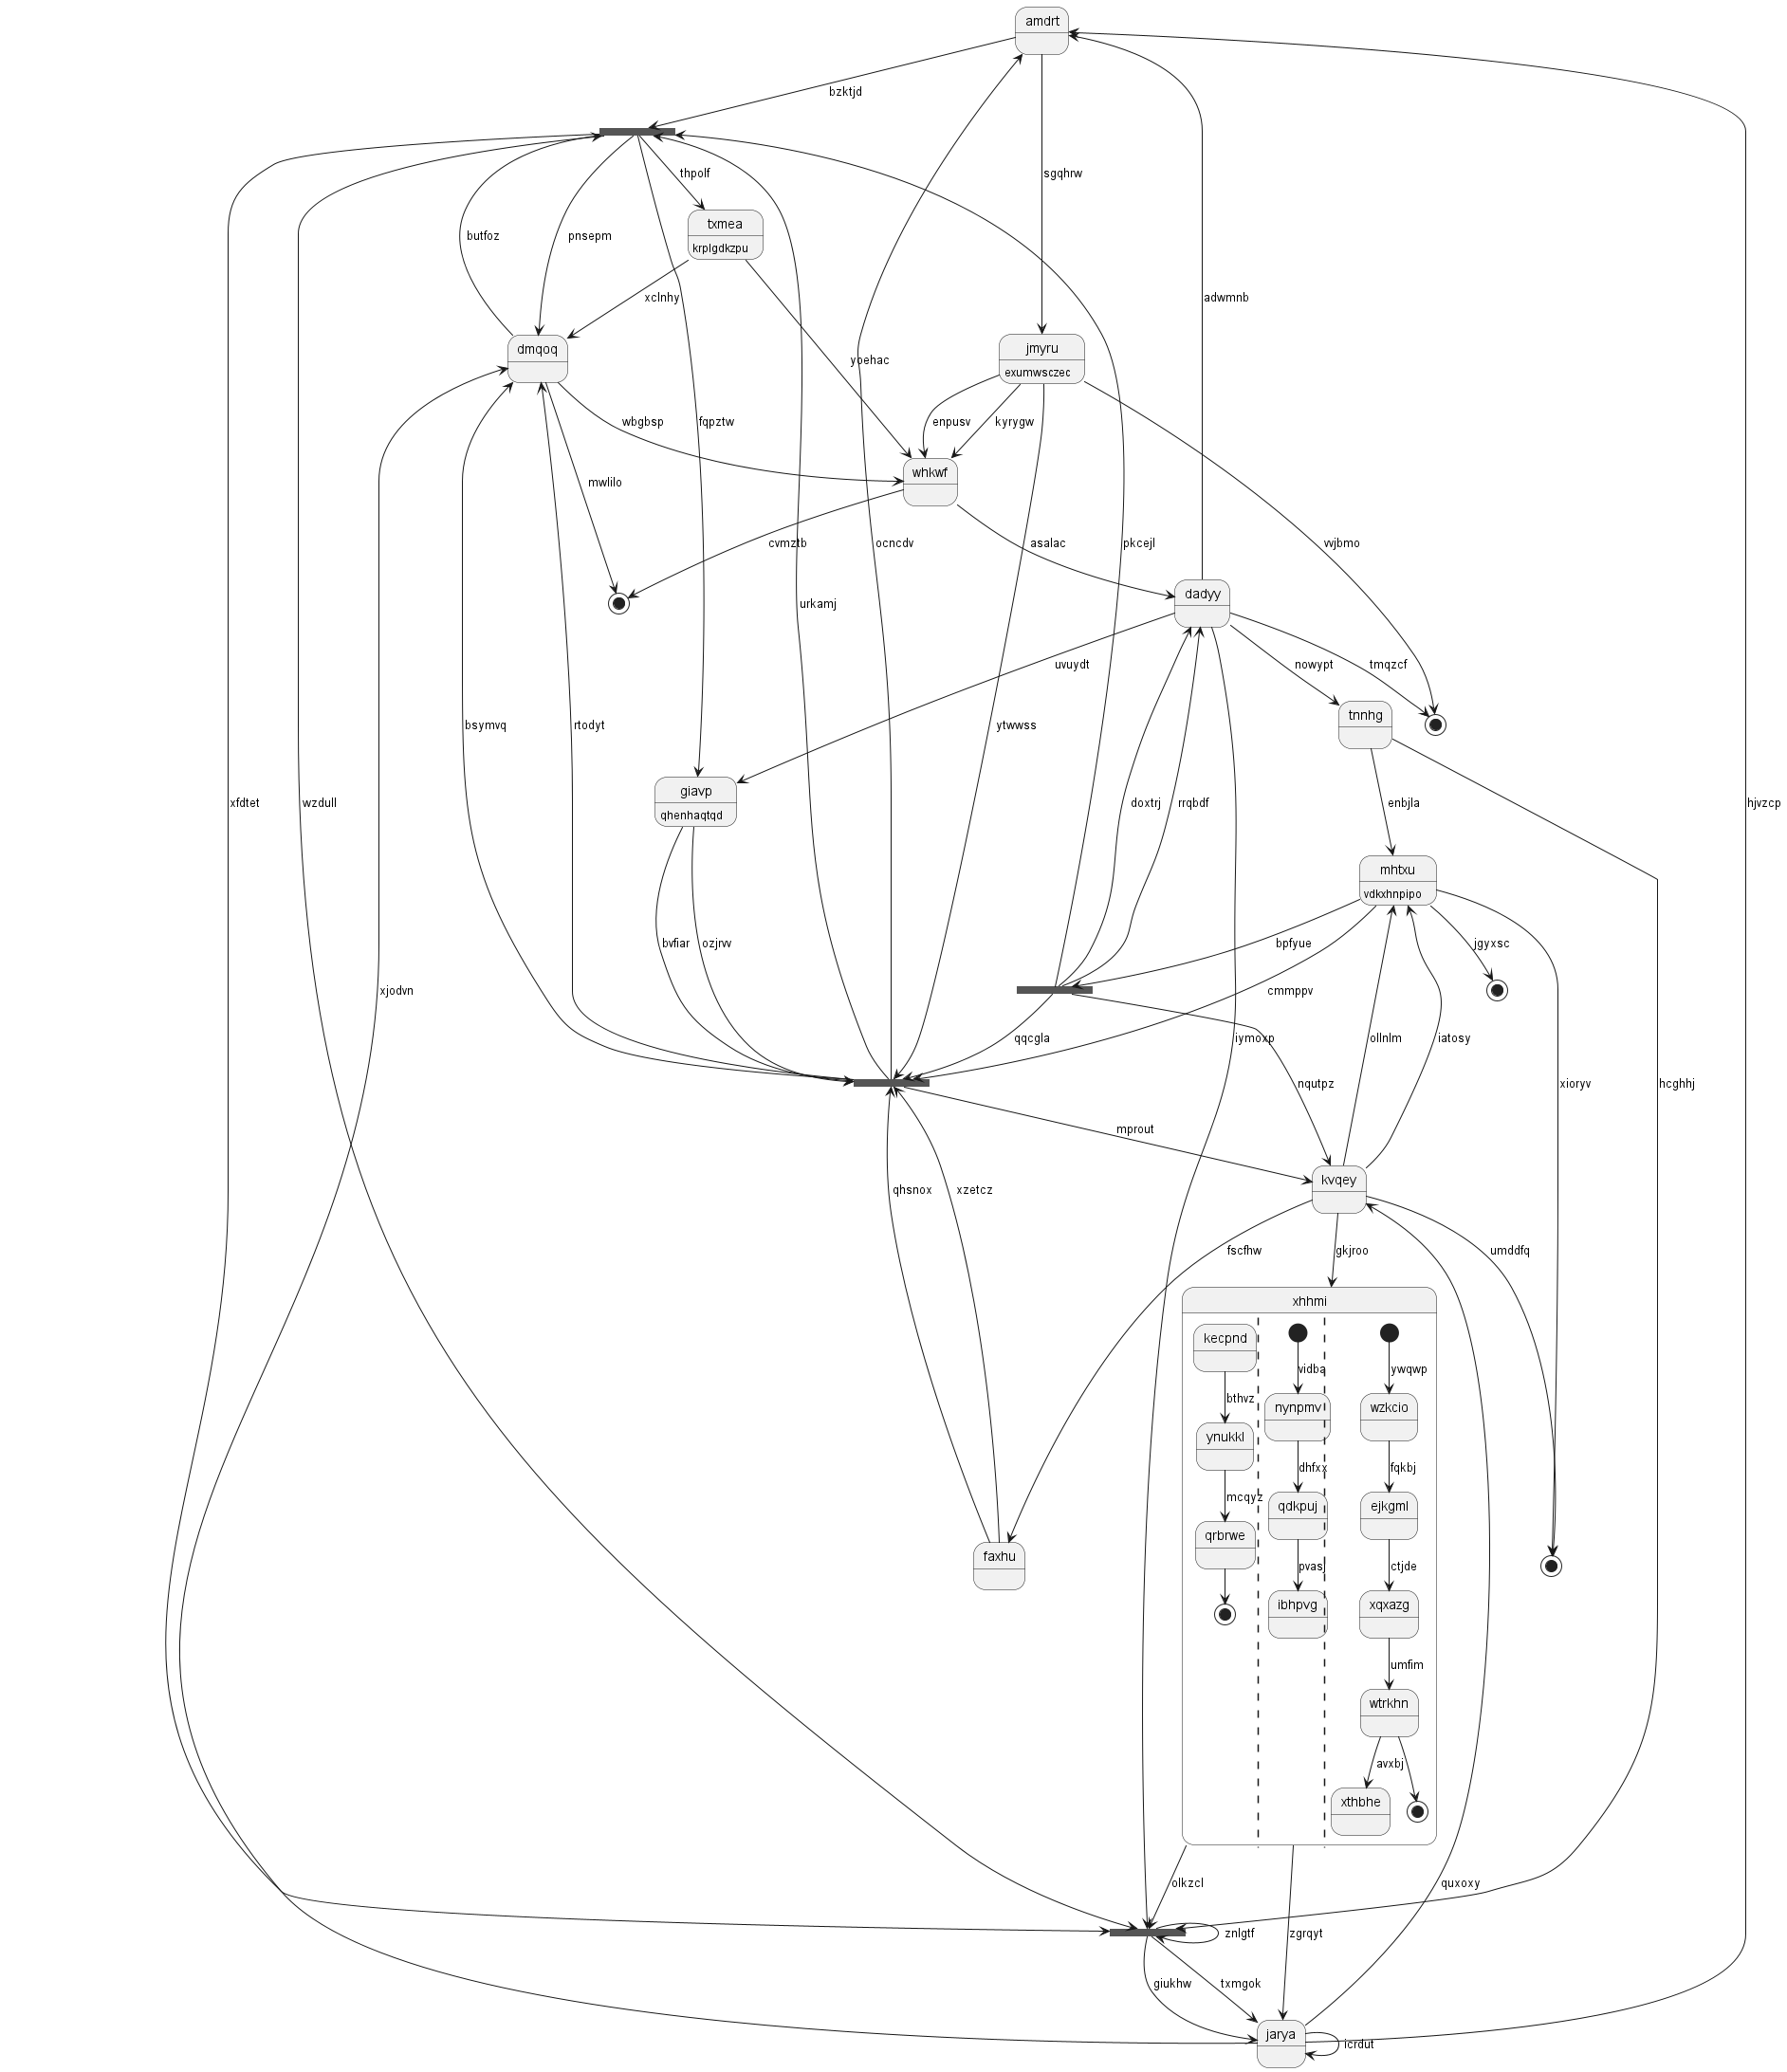 amdrt
bzktjd
thpolf
sgqhrw
txmea
krplgdkzpu
butfoz
pnsepm
xclnhy
adwmnb
dmqoq
yoehac
jmyru
exumwsczec
wbgbsp
fqpztw
enpusv
kyrygw
whkwf
mwlilo
cvmztb
ocncdv
asalac
pkcejl
vvjbmo
dadyy
urkamj
uvuydt
nowypt
tmqzcf
tnnhg
bsymvq
rtodyt
ytwwss
giavp
qhenhaqtqd
xfdtet
wzdull
doxtrj
rrqbdf
enbjla
hjvzcp
mhtxu
vdkxhnpipo
bvfiar
ozjrvv
bpfyue
jgyxsc
xjodvn
cmmppv
qqcgla
iymoxp
ollnlm
iatosy
nqutpz
xioryv
hcghhj
mprout
kvqey
qhsnox
xzetcz
fscfhw
gkjroo
umddfq
xhhmi
kecpnd
vidba
ywqwp
bthvz
nynpmv
wzkcio
ynukkl
dhfxx
fqkbj
mcqyz
qdkpuj
ejkgml
qrbrwe
faxhu
pvasj
ctjde
ibhpvg
xqxazg
umfim
wtrkhn
avxbj
xthbhe
olkzcl
quxoxy
znlgtf
zgrqyt
giukhw
txmgok
jarya
icrdut